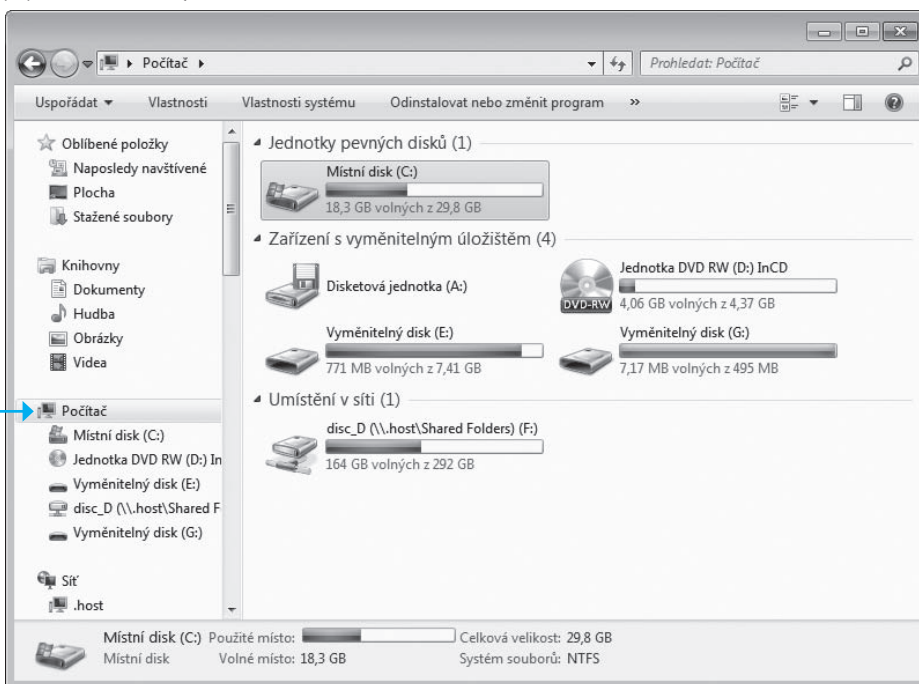 Počítač
Prohledat: Počítač
Uspořádat Vlastnosti Vlastnosti systému Odinstalovat nebo změnit program »
Oblíbené položky
Naposledy navštívené
Plocha
Stažené soubory
Knihovny
Dokumenty
Hudba
Obrázky
Videa
Počítač
Místní disk (C:)
Jednotka DVD RW (D:) In
Vyměnitelný disk (E:)
disc_D (\\.host\Shared F
Vyměnitelný disk (G:)
Síť
.host
Jednotky pevných disků (1)
Místní disk (C:)
18,3 GB volných z 29,8 GB
Zařízení s vyměnitelným úložištěm (4)
Disketová jednotka (A:)
DVD-RW
Jednotka DVD RW (D:) InCD
4,06 GB volných z 4,37 GB
Vyměnitelný disk (E:)
771 MB volných z 7,41 GB
Vyměnitelný disk (G:)
7,17 MB volných z 495 MB
Umístění v síti (1)
disc_D (\\.host\Shared Folders) (F:)
164 GB volných z 292 GB
Místní disk (C:) Použité místo: Celková velikost: 29,8 GB
Místní disk Volné místo: 18,3 GB Systém souborů: NTFS